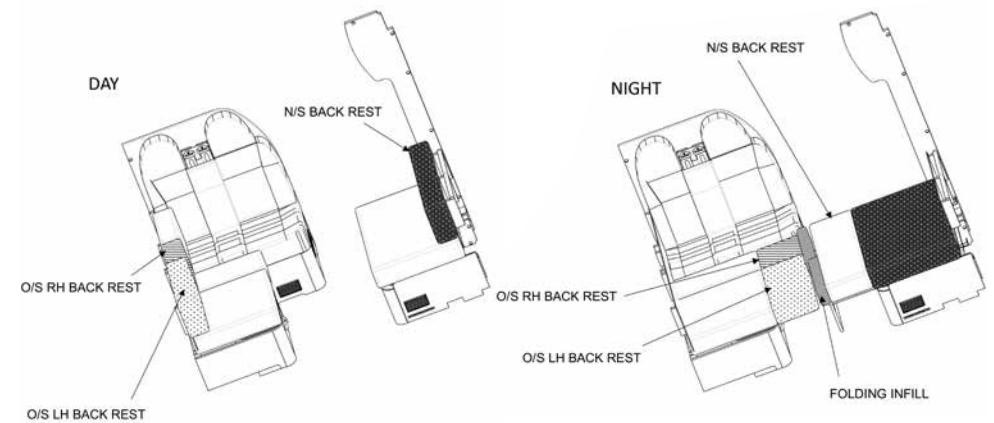 DAY
N/S BACK REST
O/S RH BACK REST
O/S LH BACK REST
NIGHT
N/S BACK REST
O/S RH BACK REST
O/S LH BACK REST
FOLDING INFILL